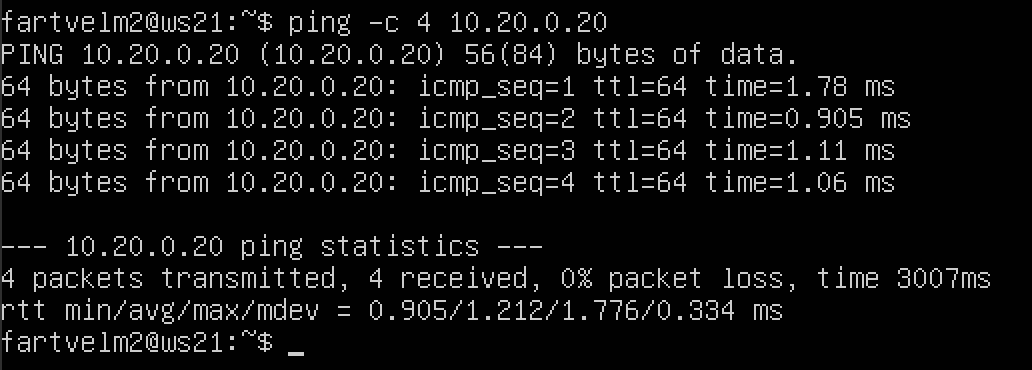 fartvelm2@ws21:~$ ping -c 4 10.20.0.20
PING 10.20.0.20 (10.20.0.20) 56(84) bytes of data.
64 bytes from 10.20.0.20: icmp_seq=1 ttl=64 time=1.78 ms
64 bytes from 10.20.0.20: icmp_seq=2 ttl=64 time=0.905 ms
64 bytes from 10.20.0.20: icmp_seq=3 ttl=64 time=1.11 ms
64 bytes from 10.20.0.20: icmp_seq=4 ttl=64 time=1.06 ms

--- 10.20.0.20 ping statistics ---
4 packets transmitted, 4 received, 0% packet loss, time 3007ms
rtt min/avg/max/mdev = 0.905/1.212/1.776/0.334 ms
fartvelm2@ws21:~$ _